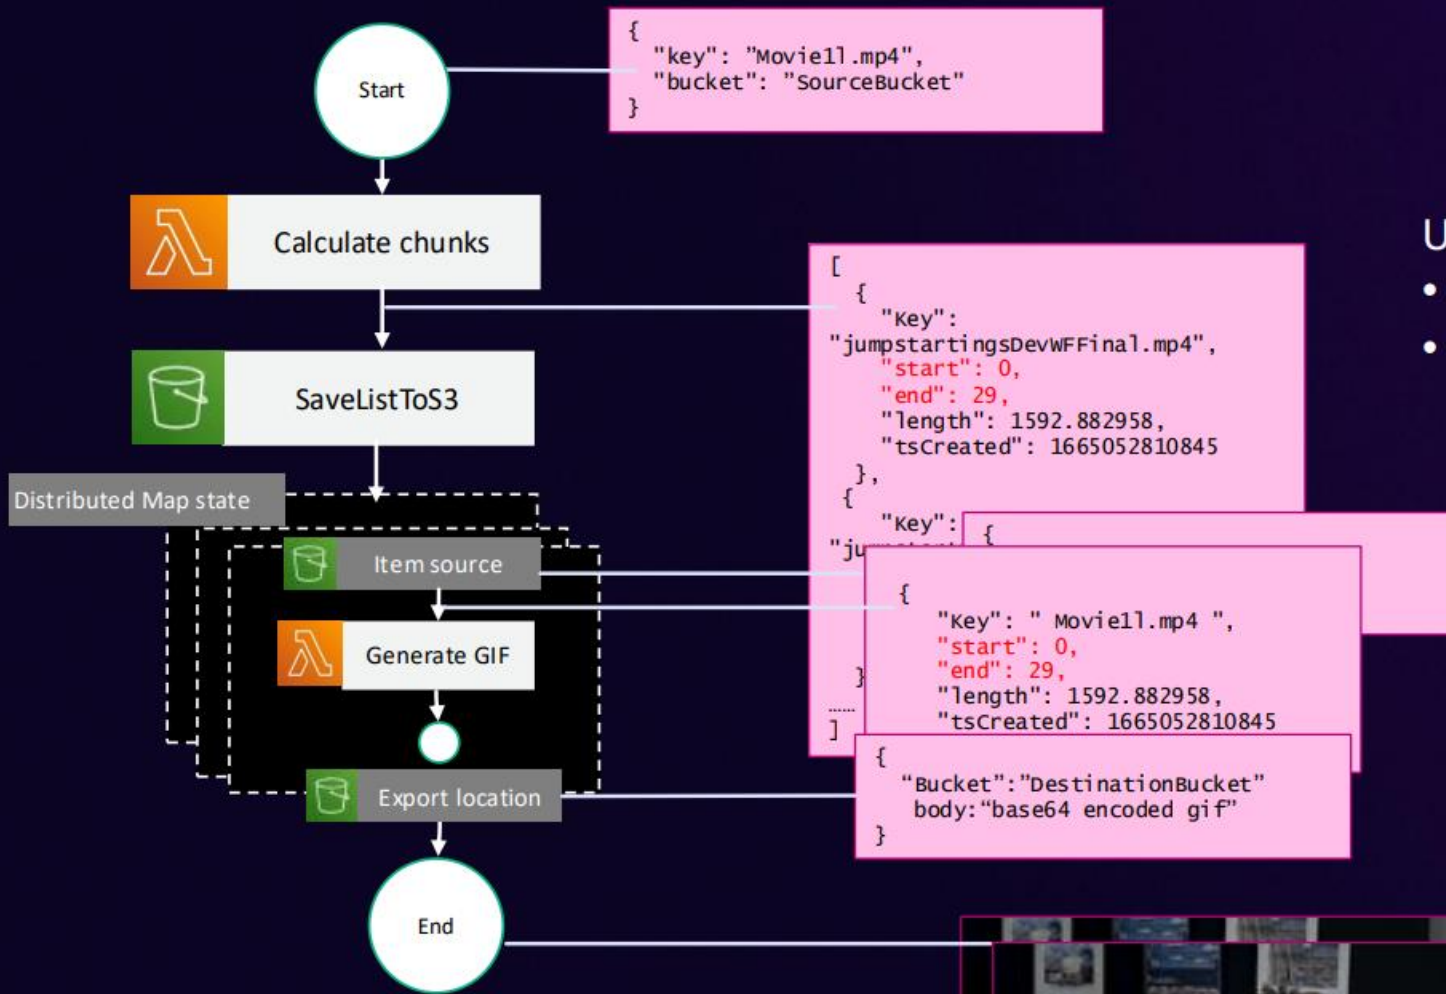 Start
{
"key": ”Movie1l.mp4",
"bucket": "SourceBucket"
}
Calculate chunks
[
{
"Key":
"jumpstartingsDevWFFinal.mp4",
"start": 0,
"end": 29,
"length": 1592.882958,
"tsCreated": 1665052810845
},
{
"Key":
SaveListToS3
Distributed Map state
Item source
{
{
"Key": " Movie1l.mp4 ",
"start": 0,
"end": 29,
"length": 1592.882958,
"tsCreated": 1665052810845
}
......
]
Generate GIF
Export location
{
“Bucket":”DestinationBucket"
body:“base64 encoded gif”
}
End
U
•
•